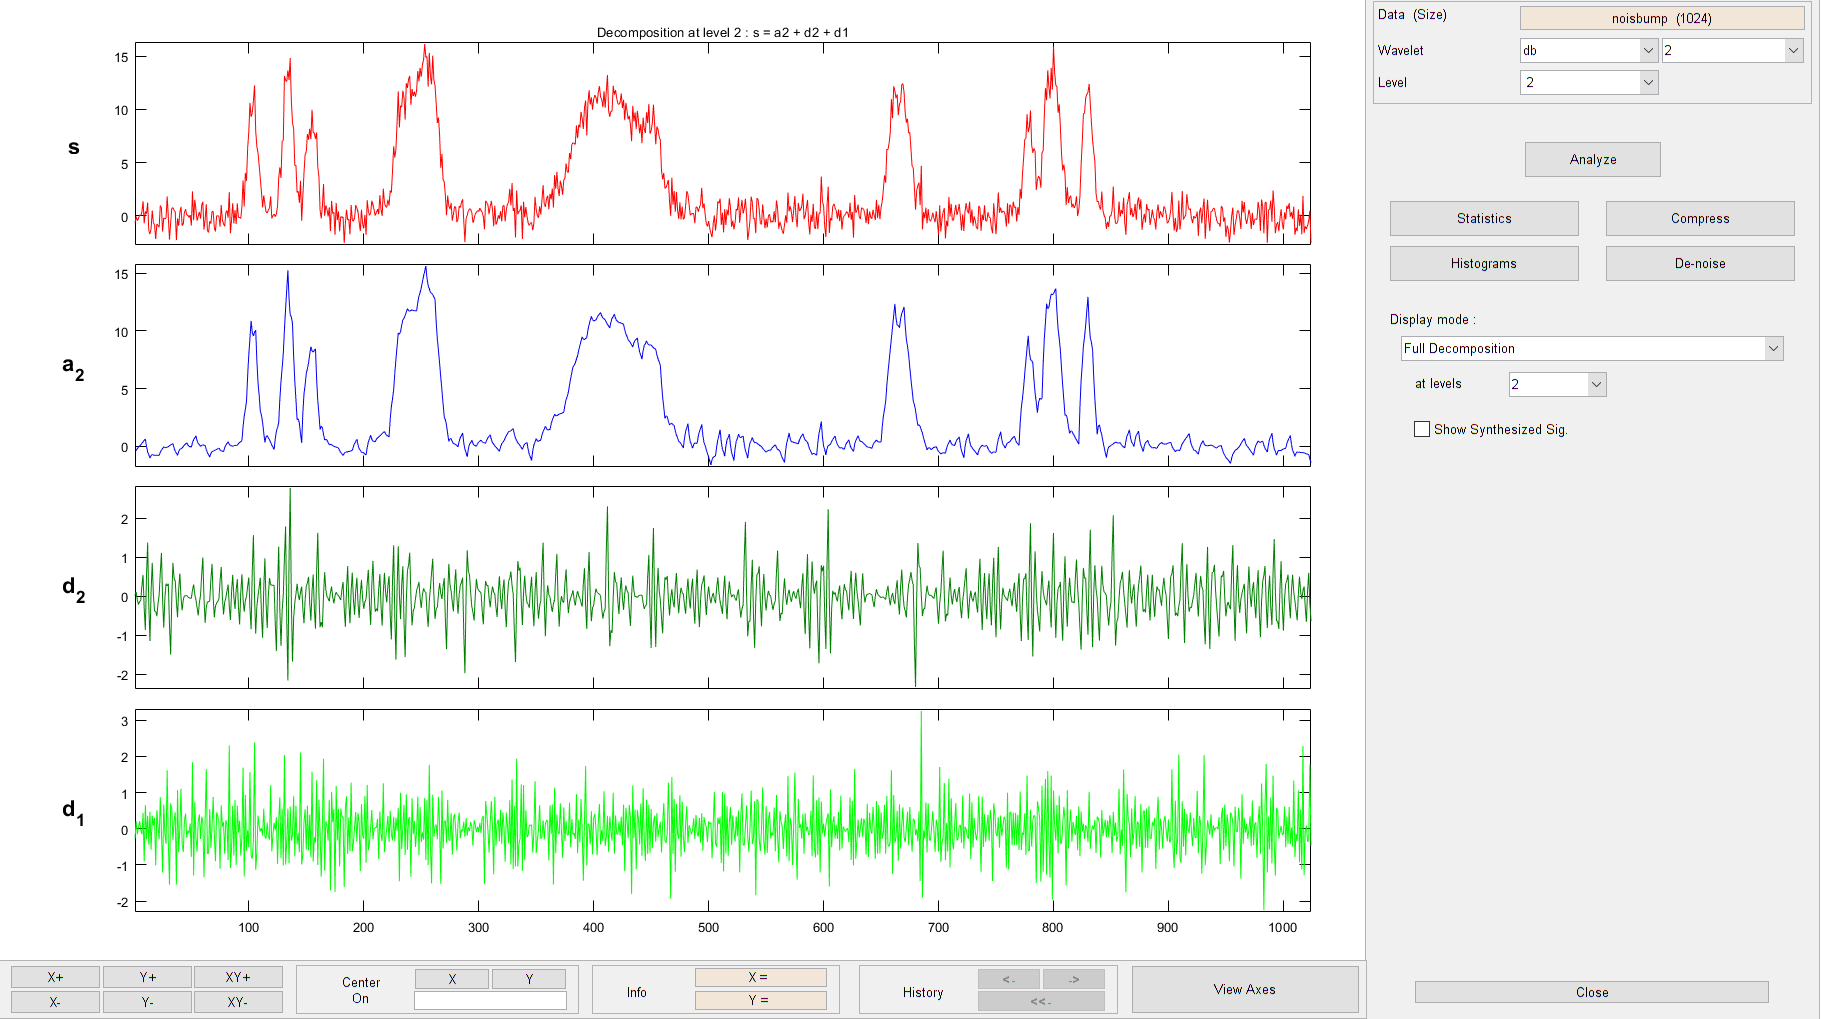 Decomposition at level 2 : s = a2 + d2 + d1
s
15
10
5
0
a2
15
10
5
0
d2
2
1
0
-1
-2
d1
3
2
1
0
-1
-2
100 200 300 400 500 600 700 800 900 1000
Data (Size) noisbump (1024)
Wavelet db 2
Level 2
Analyze
Statistics Compress
Histograms De-noise
Display mode :
Full Decomposition
at levels 2
Show Synthesized Sig.
X+ Y+ XY+
X- Y- XY-
Center
On
X Y
Info
X =
Y =
History
<- ->
<<-
View Axes
Close